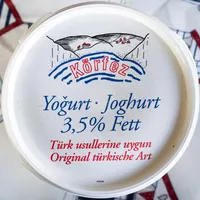 Körfez
Yoğurt · Joghurt
3,5% Fett
Türk usullerine uygun
Original türkische Art